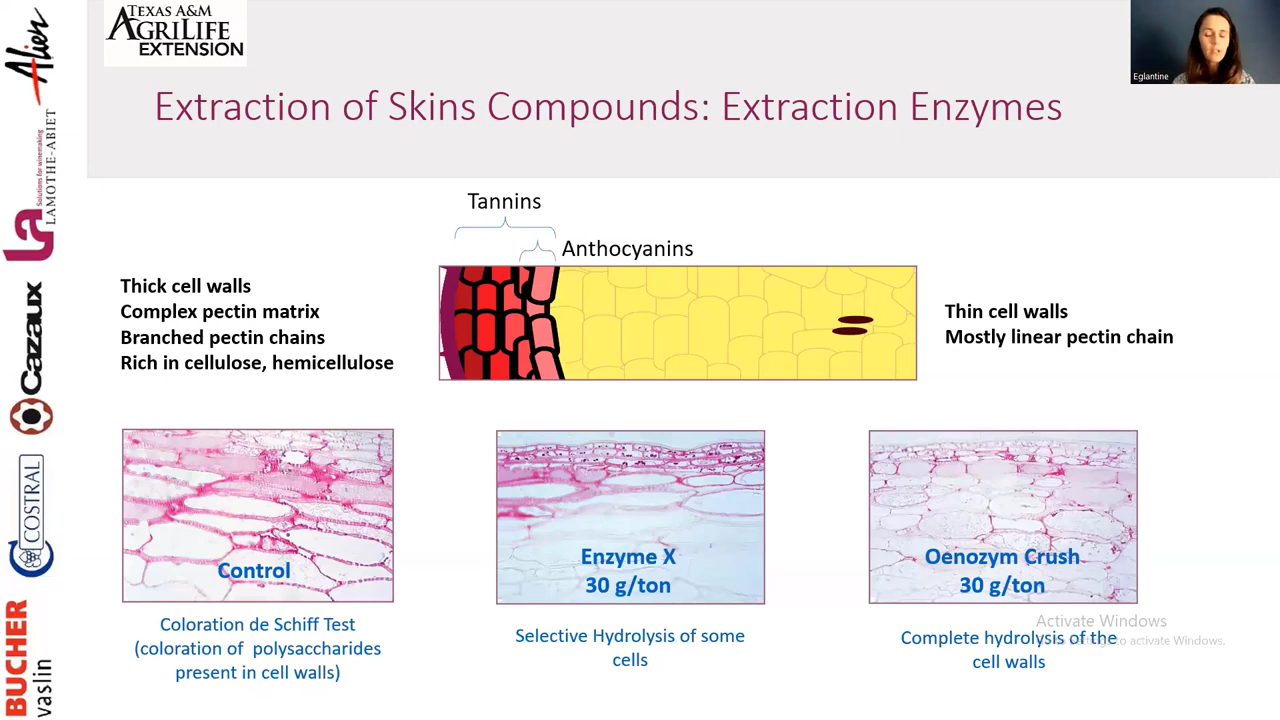 TEXAS A&M
AGRILIFE
EXTENSION
Alien
Solutions for winemaking
LAMOTHE-ABIET
La
Cazaux
COSTRAL
BUCHER
vaslin
Eglantine
Extraction of Skins Compounds: Extraction Enzymes
Tannins
Anthocyanins
Thick cell walls
Complex pectin matrix
Branched pectin chains
Rich in cellulose, hemicellulose
Thin cell walls
Mostly linear pectin chain
Control
Enzyme X
30 g/ton
Oenozym Crush
30 g/ton
Coloration de Schiff Test
(coloration of polysaccharides
present in cell walls)
Selective Hydrolysis of some
cells
Complete hydrolysis of the
cell walls
Activate Windows
to activate Windows.